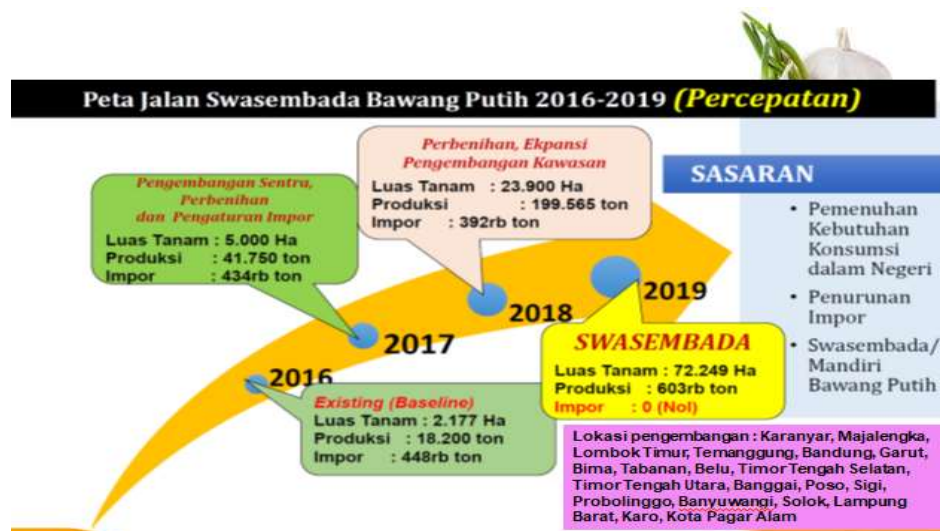 Peta Jalan Swasembada Bawang Putih 2016-2019 (Percepatan)
Perbenihan, Ekpansi
Pengembangan Kawasan
Luas Tanam : 23.900 Ha
Produksi : 199.565 ton
Impor : 392rb ton
Pengembangan Sentra,
Perbenihan
dan Pengaturan Impor
Luas Tanam : 5.000 Ha
Produksi : 41.750 ton
Impor : 434rb ton
2016
2017
2018
2019
Existing (Baseline)
Luas Tanam : 2.177 Ha
Produksi : 18.200 ton
Impor : 448rb ton
SWASEMBADA
Luas Tanam : 72.249 Ha
Produksi : 603rb ton
Impor : 0 (Nol)
SASARAN
• Pemenuhan
Kebutuhan
Konsumsi
dalam Negeri
• Penurunan
Impor
• Swasembada/
Mandiri
Bawang Putih
Lokasi pengembangan : Karanyar, Majalengka,
Lombok Timur, Temanggung, Bandung, Garut,
Bima, Tabanan, Belu, Timor Tengah Selatan,
Timor Tengah Utara, Banggai, Poso, Sigi,
Probolinggo, Banyuwangi, Solok, Lampung
Barat, Karo, Kota Pagar Alam